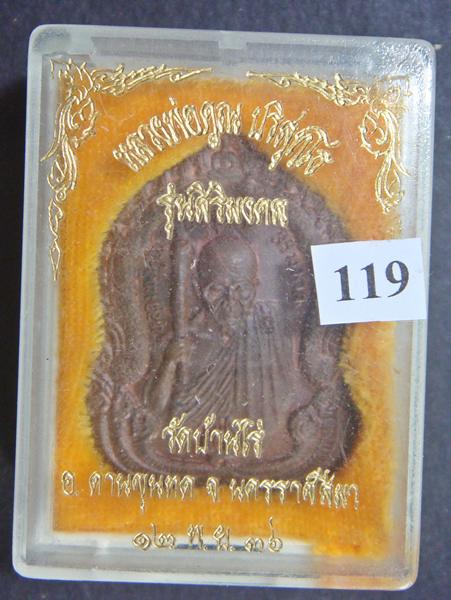 หลวงพ่อคูณ ปริสุทโธ
รุ่นสิริมงคล
119
วัดบ้านไร่
อ. ด่านขุนทด จ นครราชสีมา
๑๒ พ.ย. ๓๖